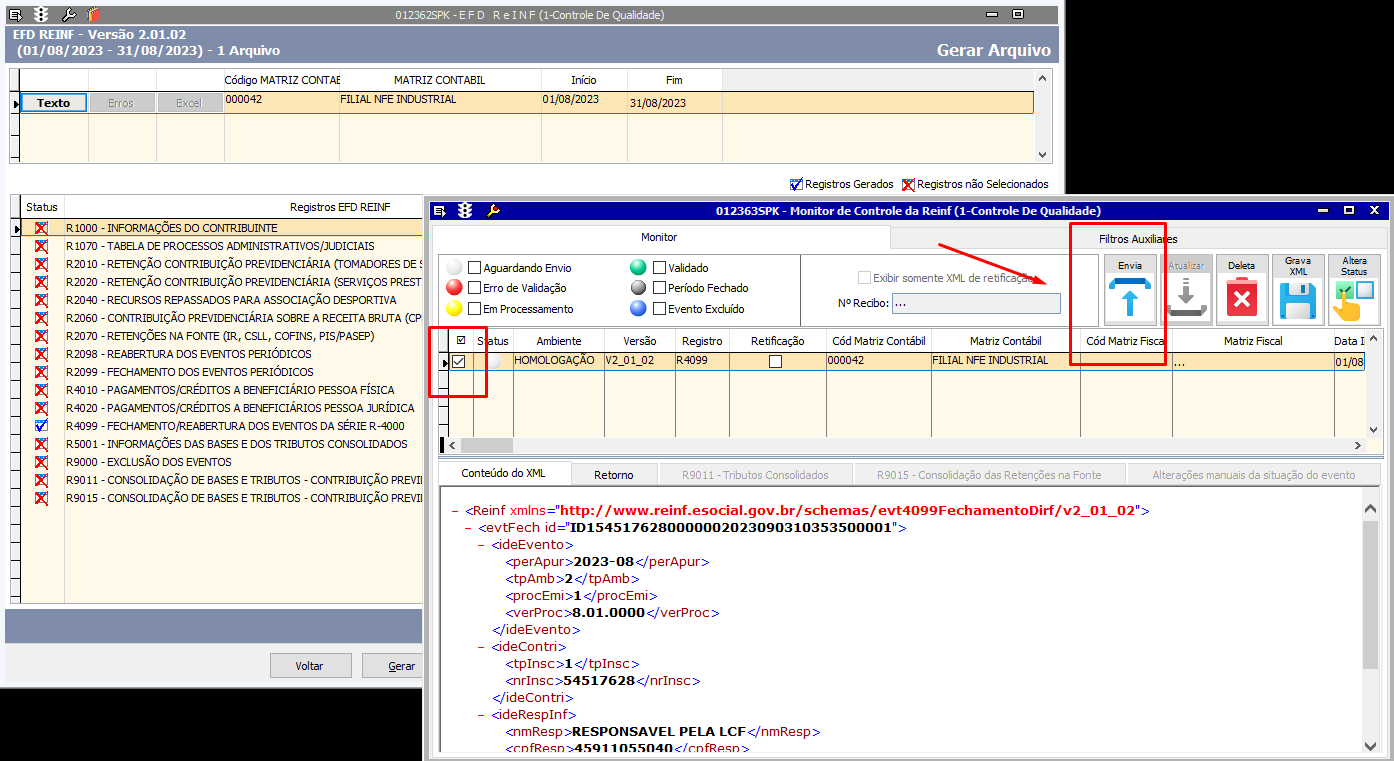 012362SPK - E F D   R e I N F (1-Controle De Qualidade)
EFD REINF - Versão 2.01.02
(01/08/2023 - 31/08/2023) - 1 Arquivo
Gerar Arquivo
Código MATRIZ CONTAE MATRIZ CONTABIL Início Fim
Texto Erros Excel 000042 FILIAL NFE INDUSTRIAL 01/08/2023 31/08/2023
Registros Gerados Registros não Selecionados
Status Registros EFD REINF
R1000 - INFORMAÇÕES DO CONTRIBUINTE
R1070 - TABELA DE PROCESSOS ADMINISTRATIVOS/JUDICIAIS
R2010 - RETENÇÃO CONTRIBUIÇÃO PREVIDENCIÁRIA (TOMADORES DE S
R2020 - RETENÇÃO CONTRIBUIÇÃO PREVIDENCIÁRIA (SERVIÇOS PREST
R2040 - RECURSOS REPASSADOS PARA ASSOCIAÇÃO DESPORTIVA
R2060 - CONTRIBUIÇÃO PREVIDENCIÁRIA SOBRE A RECEITA BRUTA (CP
R2070 - RETENÇÕES NA FONTE (IR, CSLL, COFINS, PIS/PASEP)
R2098 - REABERTURA DOS EVENTOS PERIÓDICOS
R2099 - FECHAMENTO DOS EVENTOS PERIÓDICOS
R4010 - PAGAMENTOS/CRÉDITOS A BENEFICIÁRIO PESSOA FÍSICA
R4020 - PAGAMENTOS/CRÉDITOS A BENEFICIÁRIOS PESSOA JURÍDICA
R4099 - FECHAMENTO/REABERTURA DOS EVENTOS DA SÉRIE R-4000
R5001 - INFORMAÇÕES DAS BASES E DOS TRIBUTOS CONSOLIDADOS
R9000 - EXCLUSÃO DOS EVENTOS
R9011 - CONSOLIDAÇÃO DE BASES E TRIBUTOS - CONTRIBUIÇÃO PREVI
R9015 - CONSOLIDAÇÃO DE BASES E TRIBUTOS - CONTRIBUIÇÃO PREVI
Voltar Gerar
012363SPK - Monitor de Controle da Reinf (1-Controle De Qualidade)
Monitor Filtros Auxiliares
Aguardando Envio Validado
Erro de Validação Período Fechado
Em Processamento Evento Excluído
Exibir somente XML de retificação
Nº Recibo: ...
Envia Atualizar Deleta Grava XML Altera Status
Status Ambiente Versão Registro Retificação Cód Matriz Contábil Matriz Contábil Cód Matriz Fiscal Matriz Fiscal Data I
HOMOLOGAÇÃO V2_01_02 R4099 000042 FILIAL NFE INDUSTRIAL ... 01/08
Conteúdo do XML Retorno R9011 - Tributos Consolidados R9015 - Consolidação das Retenções na Fonte Alterações manuais da situação do evento
– <Reinf xmlns="http://www.reinf.esocial.gov.br/schemas/evt4099FechamentoDirf/v2_01_02">
– <evtFech id="ID1545176280000002023090310353500001">
– <ideEvento>
<perApur>2023-08</perApur>
<tpAmb>2</tpAmb>
<procEmi>1</procEmi>
<verProc>8.01.0000</verProc>
</ideEvento>
– <ideContri>
<tpInsc>1</tpInsc>
<nrInsc>54517628</nrInsc>
</ideContri>
– <ideRespInf>
<nmResp>RESPONSAVEL PELA LCF</nmResp>
<cpfResp>45911055040</cpfResp>